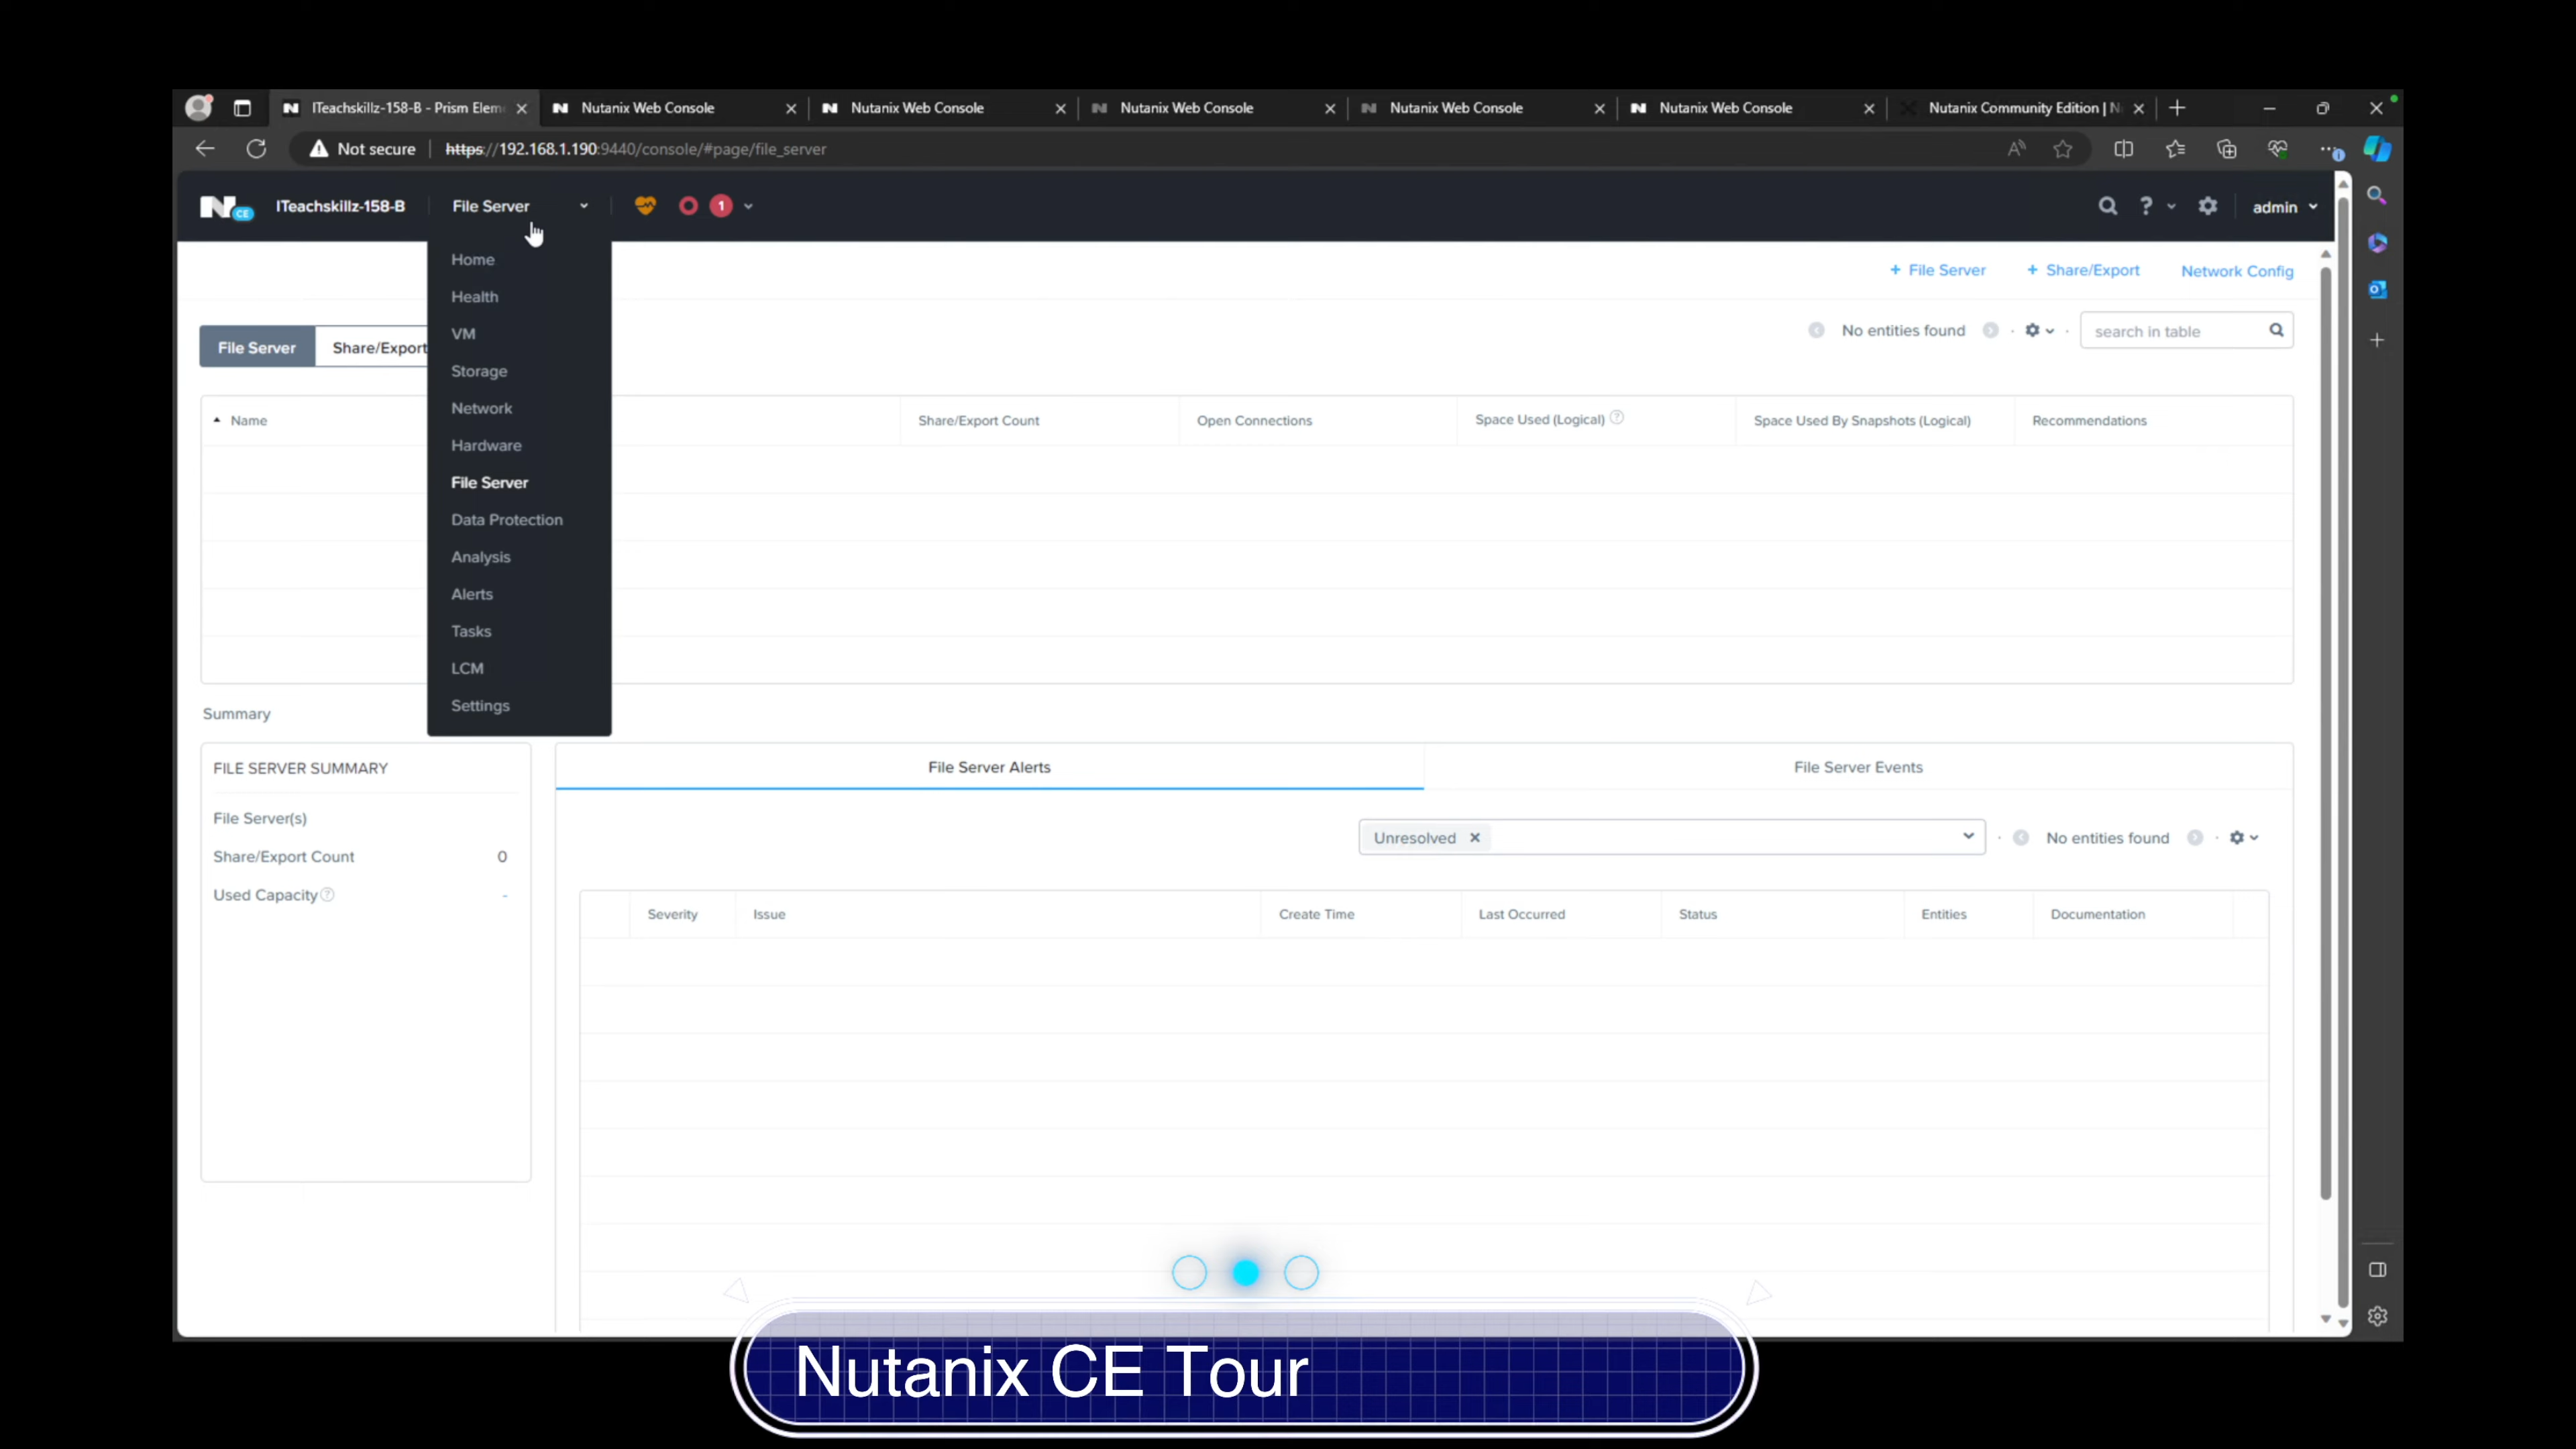 ITeachskillz-158-B - Prism Elem
Nutanix Web Console
Nutanix Web Console
Nutanix Web Console
Nutanix Web Console
Nutanix Web Console
Nutanix Community Edition | N
Not secure
https://192.168.1.190:9440/console/#page/file_server
N CE
ITeachskillz-158-B
File Server
1
?
admin
Home
Health
VM
Storage
Network
Hardware
File Server
Data Protection
Analysis
Alerts
Tasks
LCM
Settings
+ File Server
+ Share/Export
Network Config
File Server
Share/Export
No entities found
search in table
Name
Share/Export Count
Open Connections
Space Used (Logical) ?
Space Used By Snapshots (Logical)
Recommendations
Summary
FILE SERVER SUMMARY
File Server(s)
Share/Export Count 0
Used Capacity ? -
File Server Alerts
File Server Events
Unresolved
No entities found
Severity
Issue
Create Time
Last Occurred
Status
Entities
Documentation
Nutanix CE Tour